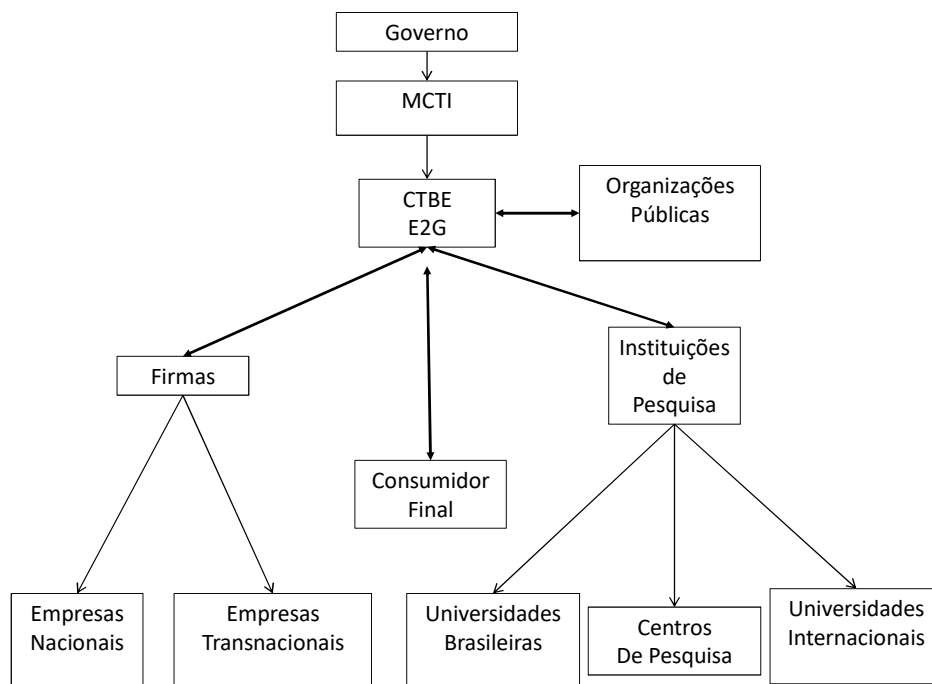 Governo
MCTI
CTBE
E2G
Organizações
Públicas
Firmas
Instituições
de
Pesquisa
Consumidor
Final
Empresas
Nacionais
Empresas
Transnacionais
Universidades
Brasileiras
Centros
De Pesquisa
Universidades
Internacionais